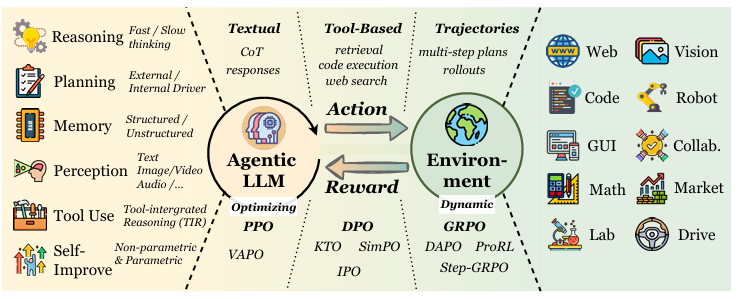 Reasoning
Fast / Slow
thinking
Planning
External /
Internal Driver
Memory
Structured /
Unstructured
Perception
Text
Image/Video
Audio /...
Tool Use
Tool-intergrated
Reasoning (TIR)
Self-
Improve
Non-parametric
& Parametric
Textual
CoT
responses
Tool-Based
retrieval
code execution
web search
Trajectories
multi-step plans
rollouts
Agentic
LLM
Optimizing
Action
Reward
Environ-
ment
Dynamic
PPO
VAPO
DPO
KTO SimPO
IPO
GRPO
DAPO ProRL
Step-GRPO
WWW
Web
Vision
Code
Robot
GUI
Collab.
Math
Market
Lab
Drive